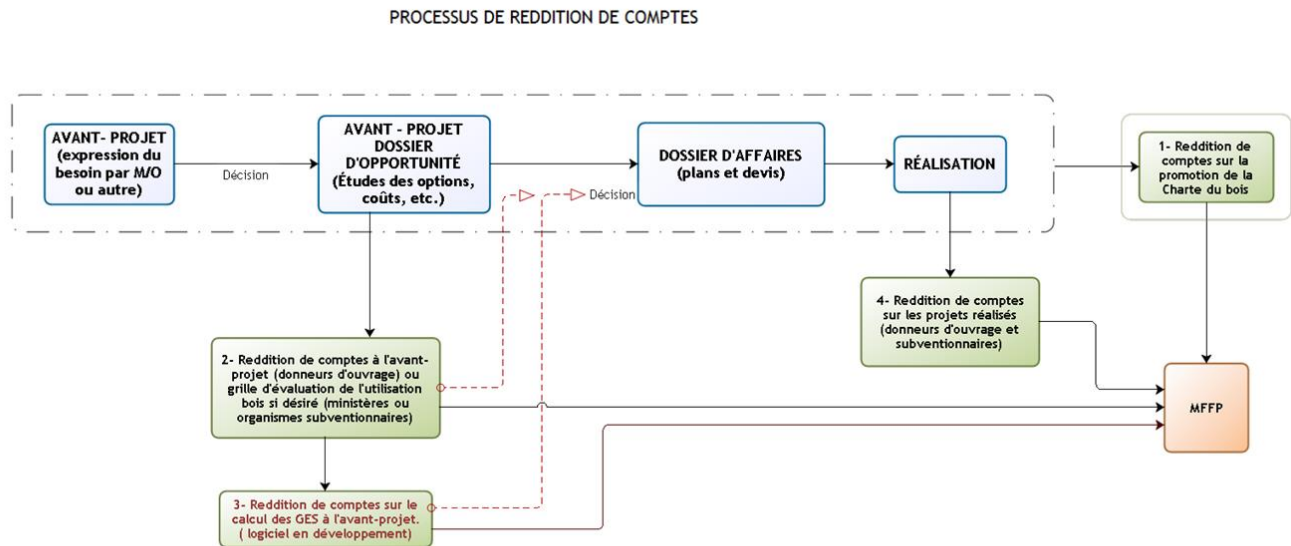 PROCESSUS DE REDDITION DE COMPTES
AVANT- PROJET
(expression du
besoin par M/O
ou autre)
Décision
AVANT - PROJET
DOSSIER
D'OPPORTUNITÉ
(Études des options,
coûts, etc.)
Décision
DOSSIER D'AFFAIRES
(plans et devis)
RÉALISATION
1- Reddition de
comptes sur la
promotion de la
Charte du bois
4- Reddition de comptes
sur les projets réalisés
(donneurs d'ouvrage et
subventionnaires)
2- Reddition de comptes à l'avant-
projet (donneurs d'ouvrage) ou
grille d'évaluation de l'utilisation
bois si désiré (ministères ou
organismes subventionnaires)
MFFP
3- Reddition de comptes sur le
calcul des GES à l'avant-projet.
( logiciel en développement)